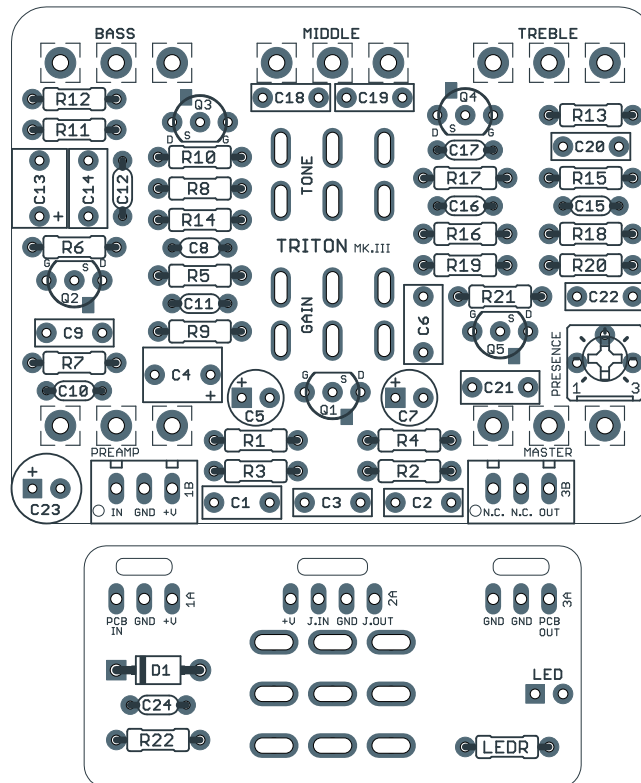 BASS MIDDLE TREBLE
R12 Q3 C18 C19 Q4 R13
R11 D S G D S G
R10 C17 C20
C13 C14 C12 R8 TONE R17 R15
+ R14 C16 C15
R6 C8 TRITON MK.III R16 R18
G S D R5 R19 R20
Q2 C11 GAIN R21 C22
C9 R9 C6 G S D
R7 C4 Q5 PRESENCE
C10 + + C5 G S D Q1 + C7 C21 1 3
PREAMP R1 R4 MASTER
+ R3 R2
C23 IN GND +V 1B C1 C3 C2 N.C. N.C. OUT 3B
1A 2A 3A
PCB IN GND +V +V J.IN GND J.OUT GND GND PCB OUT
D1 LED
C24
R22 LEDR